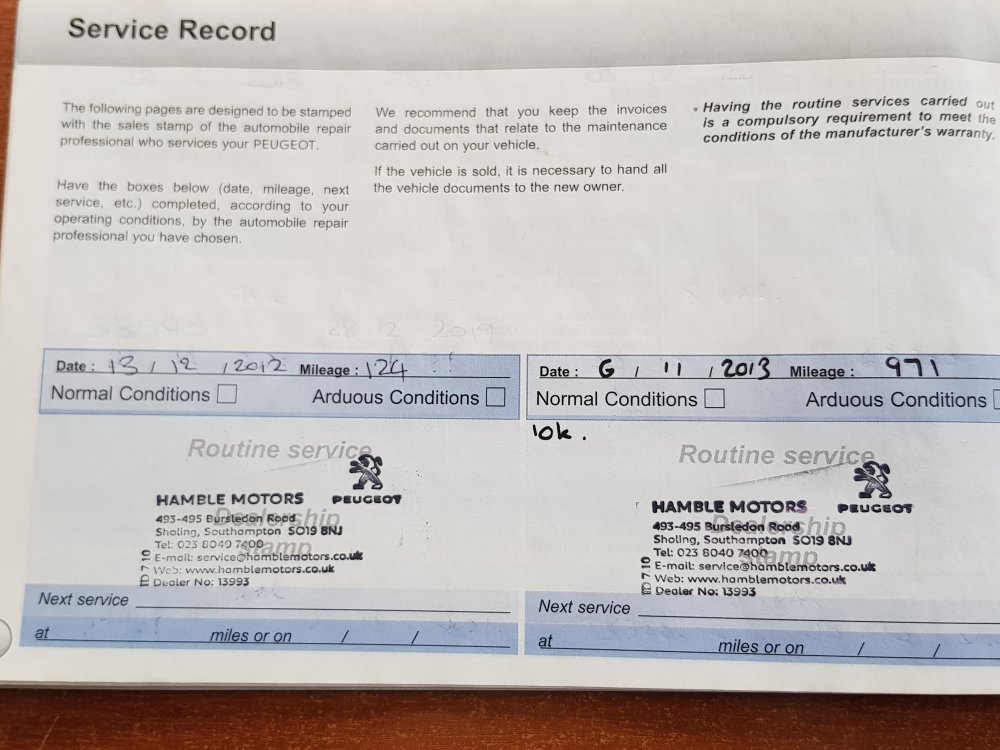 Service Record
The following pages are designed to be stamped
with the sales stamp of the automobile repair
professional who services your PEUGEOT.
Have the boxes below (date, mileage, next
service, etc.) completed, according to your
operating conditions, by the automobile repair
professional you have chosen.
We recommend that you keep the invoices
and documents that relate to the maintenance
carried out on your vehicle.
If the vehicle is sold, it is necessary to hand all
the vehicle documents to the new owner.
• Having the routine services carried out
is a compulsory requirement to meet the
conditions of the manufacturer's warranty.
Date : 13 / 12 / 2012 Mileage : 124
Normal Conditions Arduous Conditions
Routine service
PEUGEOT
HAMBLE MOTORS
Dealership stamp
493-495 Bursledon Road
Sholing, Southampton SO19 8NJ
Tel: 023 8040 7400
E-mail: service@hamblemotors.co.uk
Web: www.hamblemotors.co.uk
Dealer No: 13993
Next service
at miles or on / /
Date : 6 / 11 / 2013 Mileage : 971
Normal Conditions Arduous Conditions
10k.
Routine service
PEUGEOT
HAMBLE MOTORS
Dealership stamp
493-495 Bursledon Road
Sholing, Southampton SO19 8NJ
Tel: 023 8040 7400
E-mail: service@hamblemotors.co.uk
Web: www.hamblemotors.co.uk
Dealer No: 13993
Next service
at miles or on / /